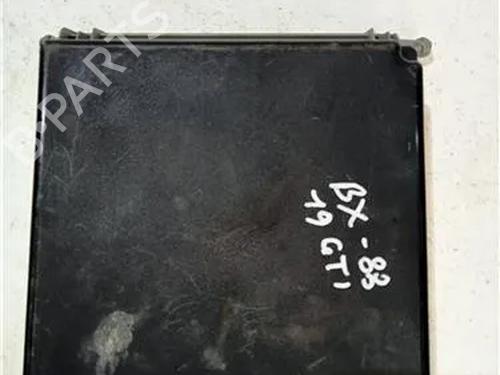 B-PARTS
BX - 83
19 GTI